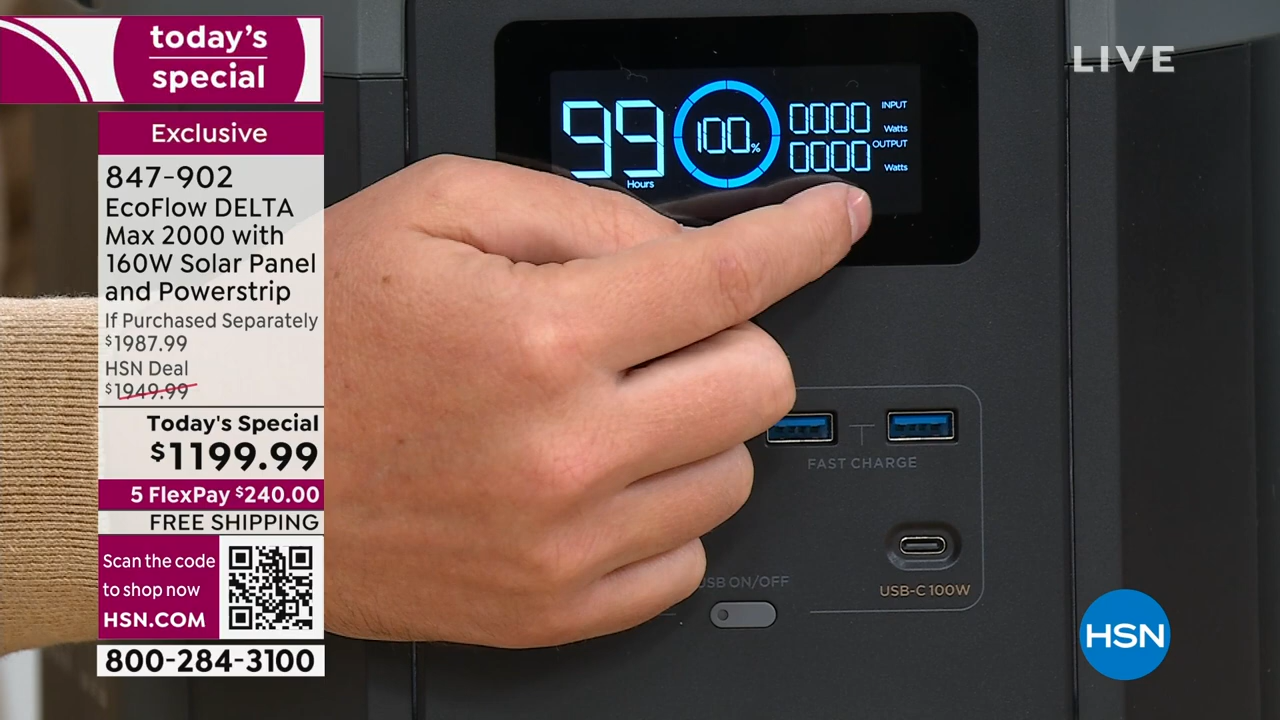 today's
special
Exclusive
847-902
EcoFlow DELTA
Max 2000 with
160W Solar Panel
and Powerstrip
If Purchased Separately
$1987.99
HSN Deal
$1949.99
Today's Special
$1199.99
5 FlexPay $240.00
FREE SHIPPING
Scan the code
to shop now
HSN.COM
800-284-3100
LIVE
99
Hours
100%
0000 INPUT
Watts
0000 OUTPUT
Watts
FAST CHARGE
USB-C 100W
USB ON/OFF
HSN